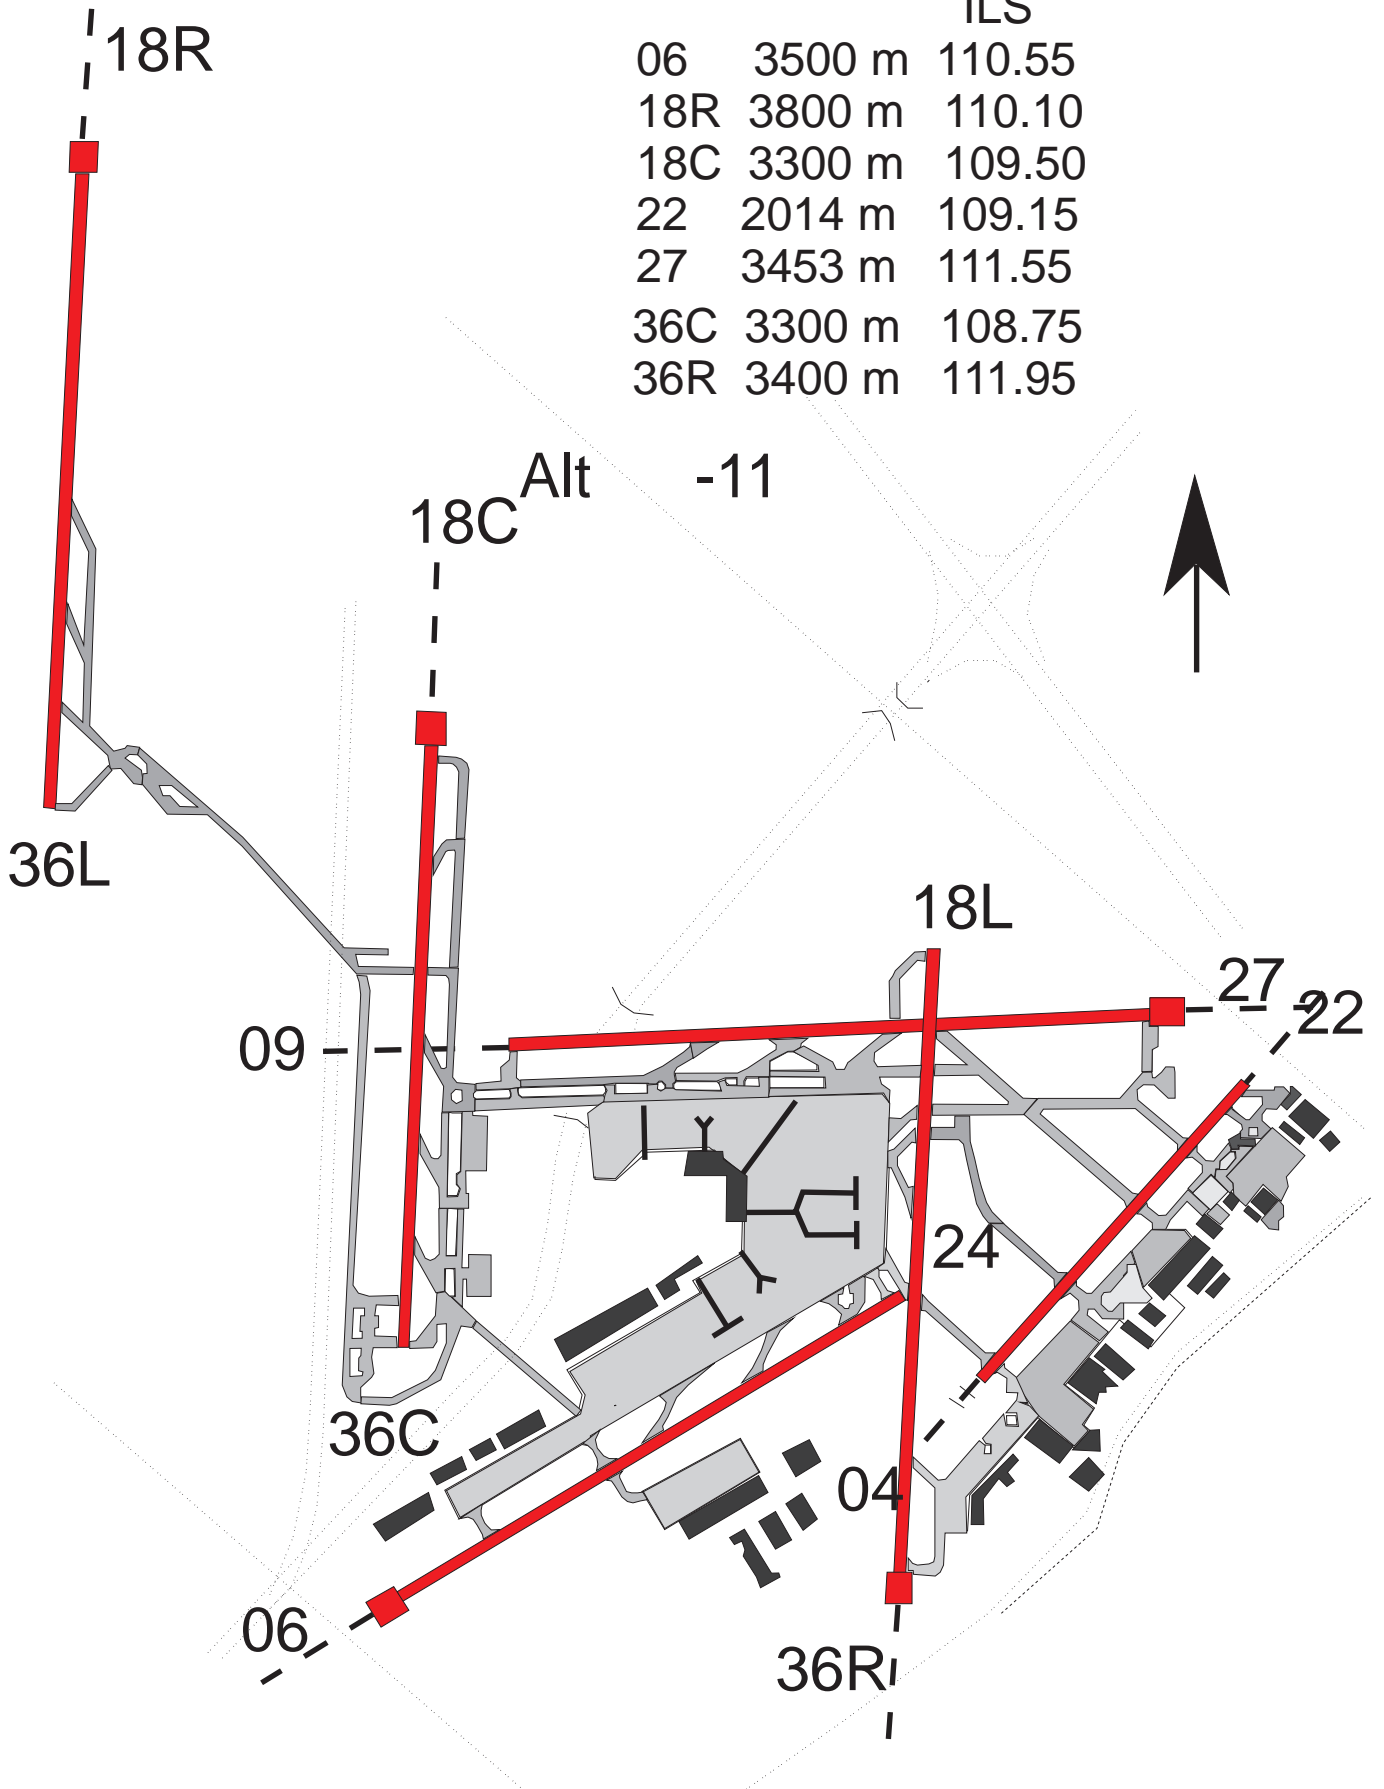 ILS
18R
06 3500 m 110.55
18R 3800 m 110.10
18C 3300 m 109.50
22 2014 m 109.15
27 3453 m 111.55
36C 3300 m 108.75
36R 3400 m 111.95
Alt -11
18C
36L
18L
27
22
09
24
36C
04
06
36R